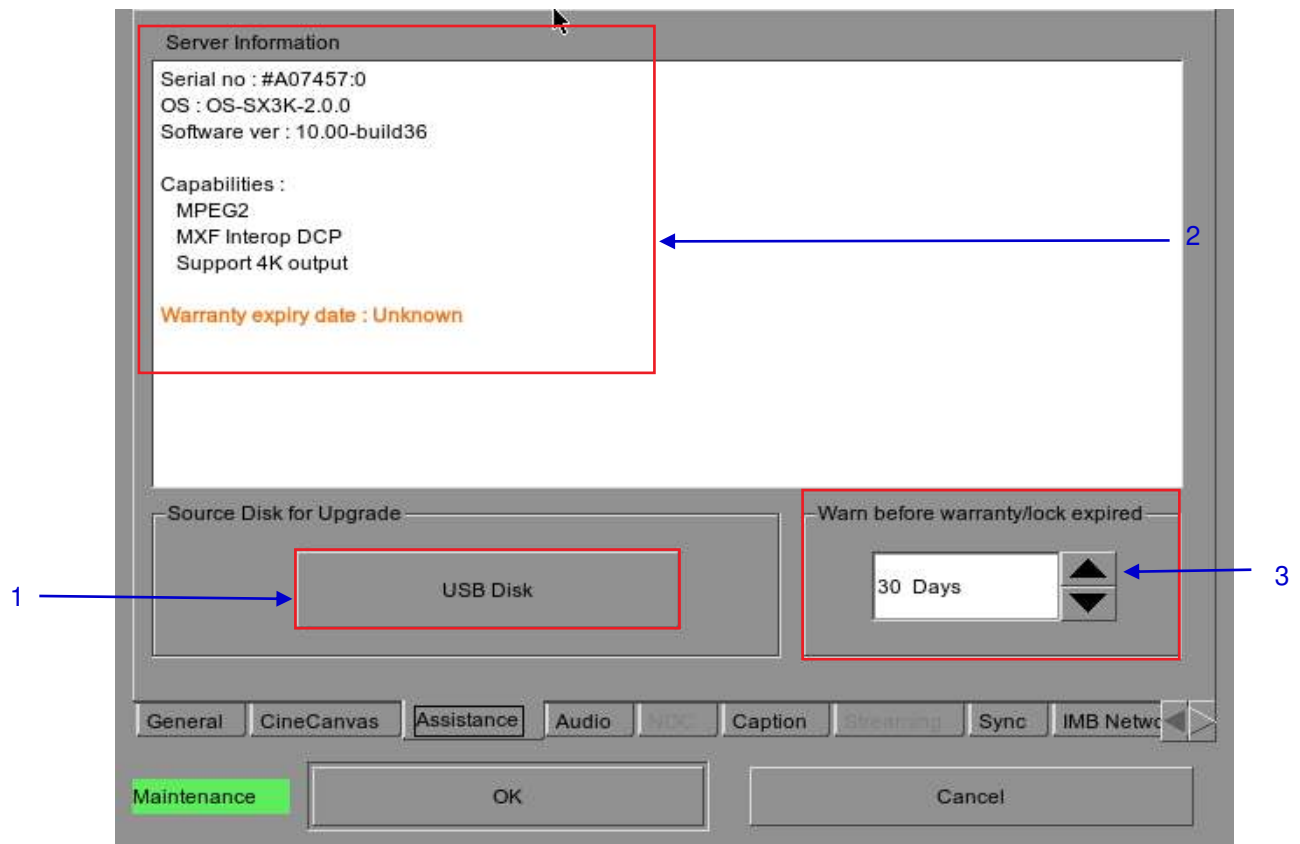 Server Information
Serial no : #A07457:0
OS : OS-SX3K-2.0.0
Software ver : 10.00-build36
Capabilities :
MPEG2
MXF Interop DCP
Support 4K output
Warranty expiry date : Unknown
2
Source Disk for Upgrade
Warn before warranty/lock expired
1
USB Disk
30 Days
3
General CineCanvas Assistance Audio NOC Caption Streaming Sync IMB Netwo
Maintenance OK Cancel